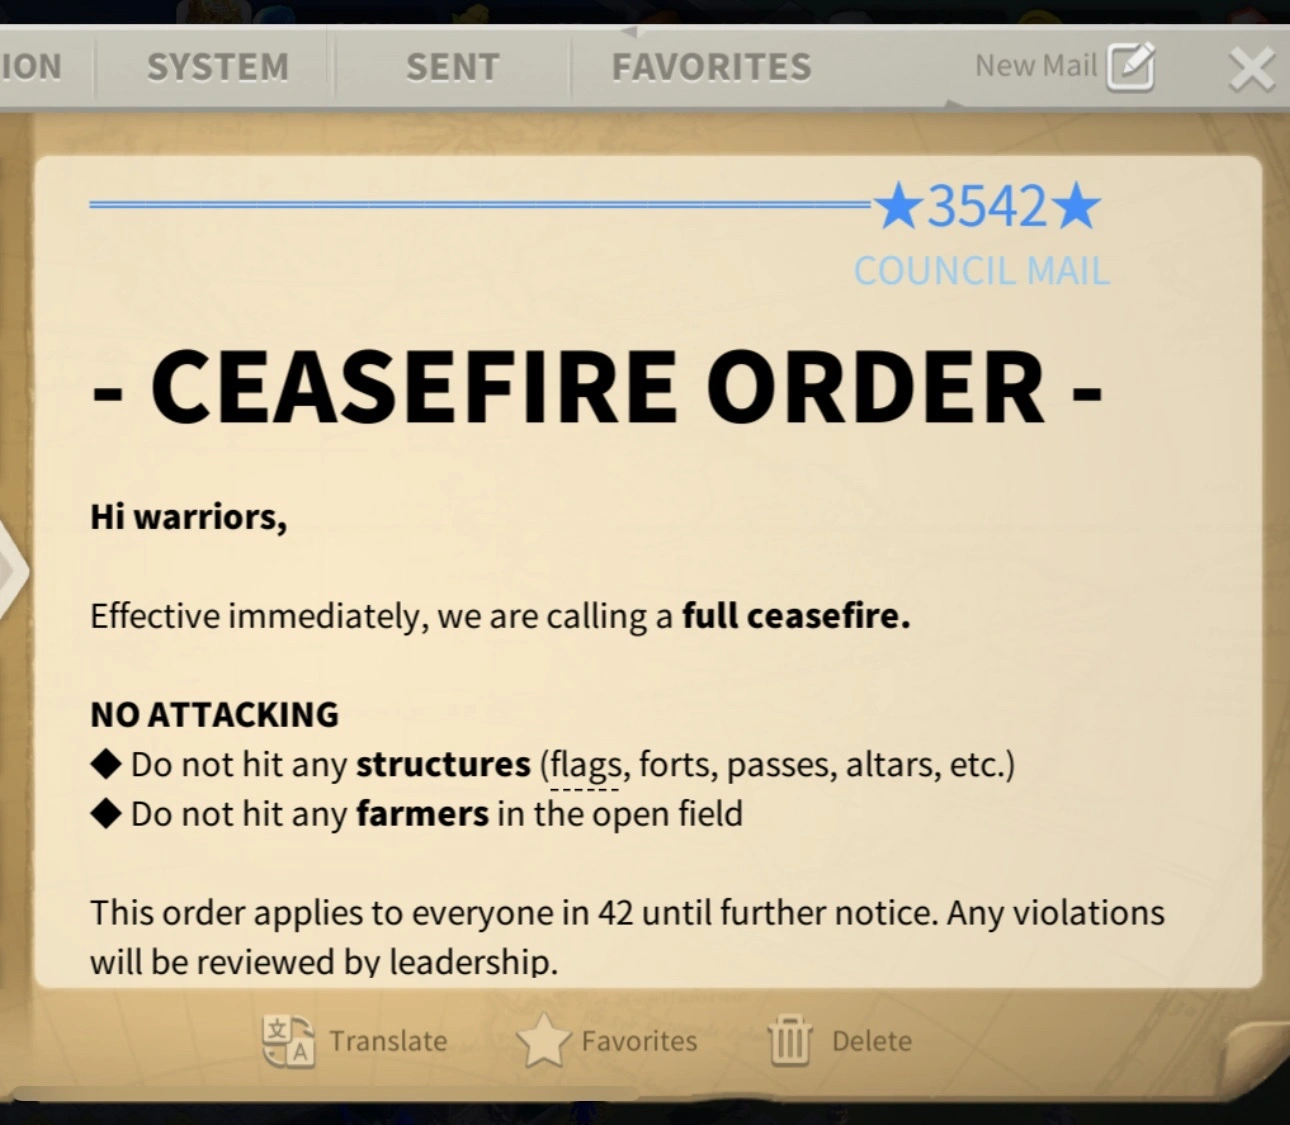 ION SYSTEM SENT FAVORITES New Mail
★3542★
COUNCIL MAIL
- CEASEFIRE ORDER -
Hi warriors,
Effective immediately, we are calling a full ceasefire.
NO ATTACKING
◆ Do not hit any structures (flags, forts, passes, altars, etc.)
◆ Do not hit any farmers in the open field
This order applies to everyone in 42 until further notice. Any violations
will be reviewed by leadership.
Translate Favorites Delete